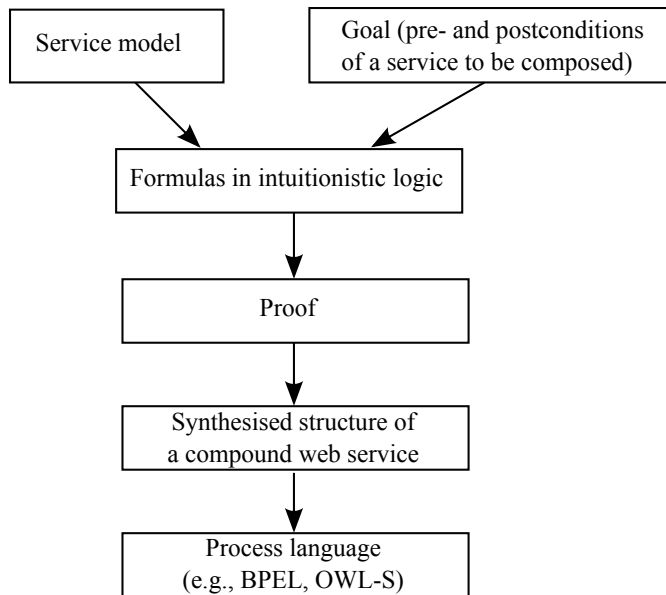 Service model
Goal (pre- and postconditions
of a service to be composed)
Formulas in intuitionistic logic
Proof
Synthesised structure of
a compound web service
Process language
(e.g., BPEL, OWL-S)